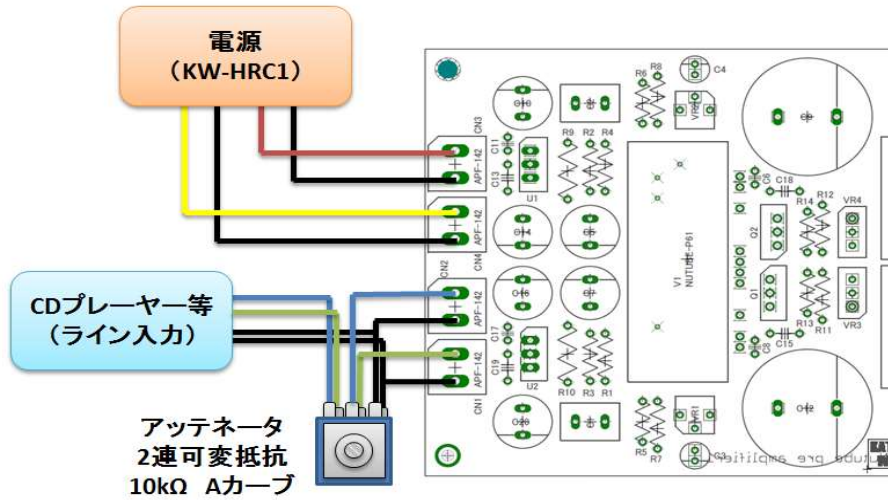 電源
（KW-HRC1）
CDプレーヤー等
（ライン入力）
アッテネータ
2連可変抵抗
10kΩ Aカーブ
CN3
APF-142
APF-142
CN4
CN2
APF-142
APF-142
CN1
C11
C13
U1
R9
R2
R4
R6
R8
C4
C17
C19
U2
R10
R3
R1
R5
R7
VR1
V1
NUTUBE-P61
C6
C18
R14
R12
VR4
Q2
Q1
R13
R11
VR3
C8
C15